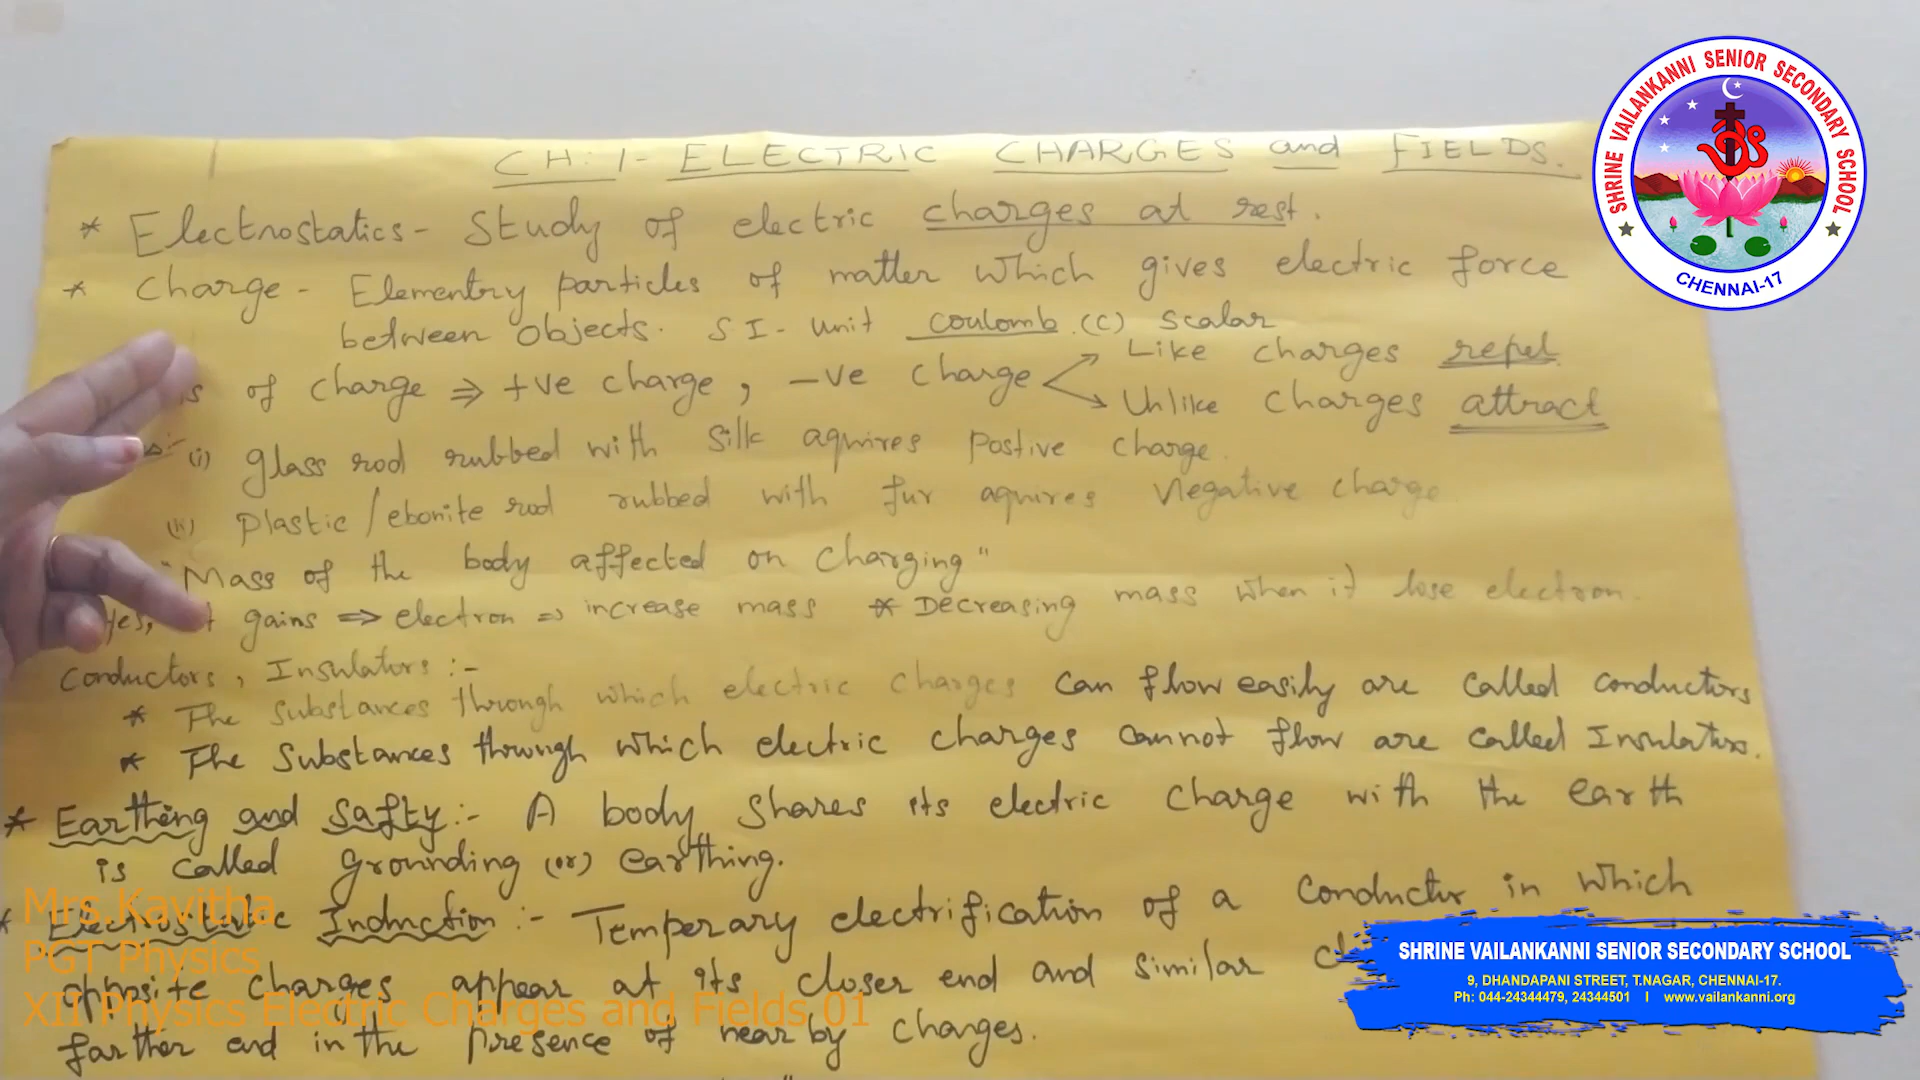 CH: 1- ELECTRIC CHARGES and FIELDS.
* Electrostatics - Study of electric charges at rest.
* Charge - Elementry particles of matter which gives electric force
between objects. SI-unit coulomb (C) scalar
of charge ⇒ +ve charge, -ve charge
Like charges repel
Unlike charges attract
(i) glass rod rubbed with silk aquires postive charge.
(ii) plastic/ebonite rod rubbed with fur aquires negative charge
"Mass of the body affected on charging"
Yes, gains ⇒ electron ⇒ increase mass * Decreasing mass when it lose electron.
Conductors, Insulators :-
* The substances through which electric charges can flow easily are called conductors
* The substances through which electric charges cannot flow are called Insulators.
* Earthing and Safty :- A body shares its electric charge with the earth
is called grounding (or) earthing.
* Electrostatic Induction :- Temperary electrification of a conductor in which
opposite charges appear at its closer end and similar
farther end in the presence of near by charges.
SHRINE VAILANKANNI SENIOR SECONDARY SCHOOL
CHENNAI-17
Mrs.Kavitha
PGT Physics
XII Physics Electric Charges and Fields 01
SHRINE VAILANKANNI SENIOR SECONDARY SCHOOL
9, DHANDAPANI STREET, T.NAGAR, CHENNAI-17.
Ph: 044-24344479, 24344501 | www.vailankanni.org